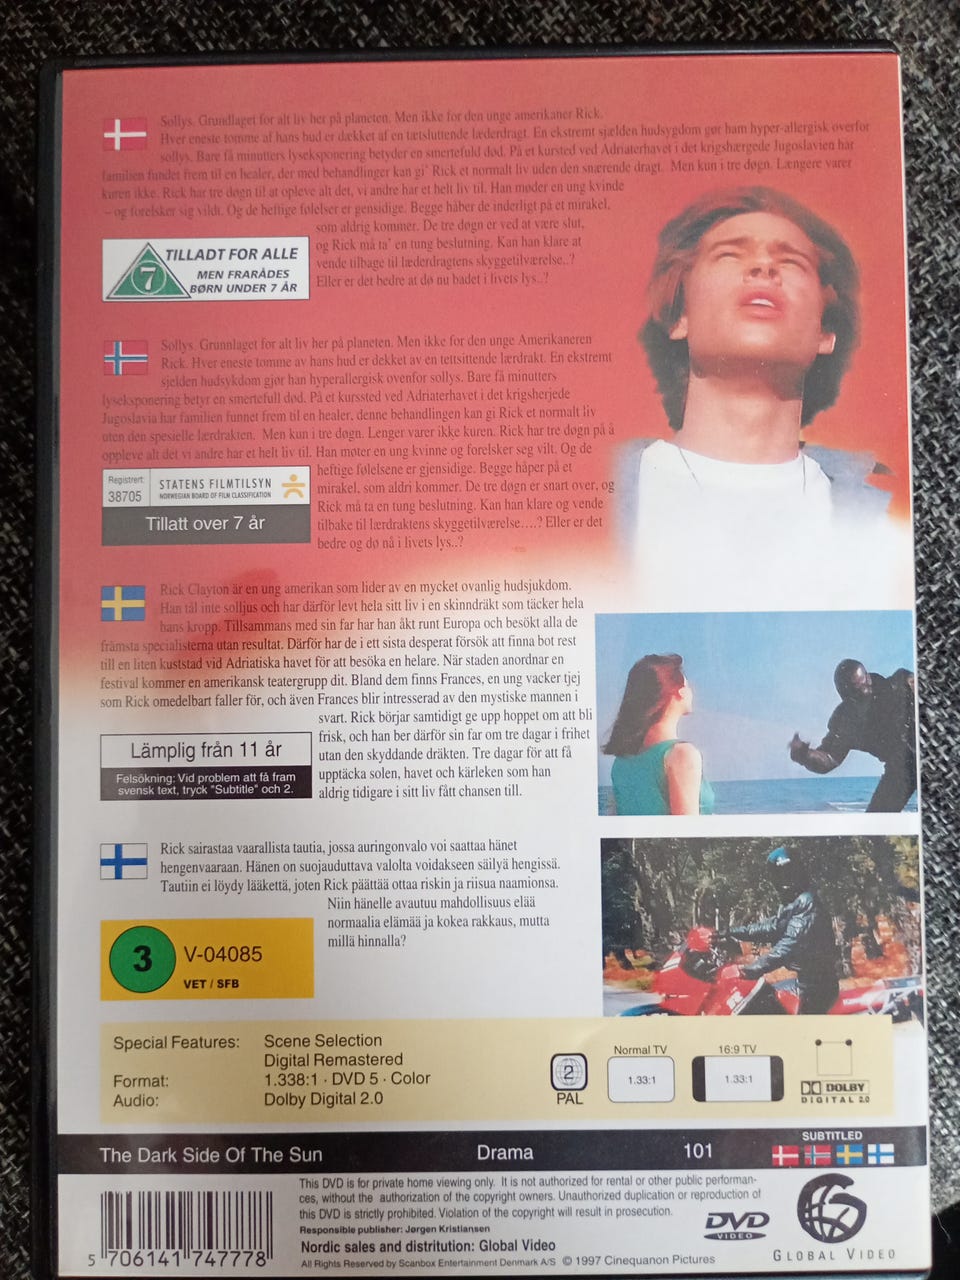 Sollys. Grundlaget for alt liv her på planeten. Men ikke for den unge amerikaner Rick.
Hver eneste tomme af hans hud er dækket af en tætsluttende læderdragt. En ekstremt sjælden hudsygdom gør ham hyper-allergisk overfor
sollys. Bare få minutters lyseksponering betyder en smertefuld død. På et kursted ved Adriaterhavet i det krigshærgede Jugoslavien har
familien fundet frem til en healer, der med behandlinger kan gi' Rick et normalt liv uden den snærende dragt. Men kun i tre døgn. Længere varer
kuren ikke. Rick har tre døgn til at opleve alt det, vi andre har et helt liv til. Han møder en ung kvinde
– og forelsker sig vildt. Og de heftige følelser er gensidige. Begge håber de inderligt på et mirakel,
som aldrig kommer. De tre døgn er ved at være slut,
og Rick må ta' en tung beslutning. Kan han klare at
vende tilbage til læderdragtens skyggetilværelse..?
Eller er det bedre at dø nu badet i livets lys..?
7
TILLADT FOR ALLE
MEN FRARÅDES
BØRN UNDER 7 ÅR
Sollys. Grunnlaget for alt liv her på planeten. Men ikke for den unge Amerikaneren
Rick. Hver eneste tomme av hans hud er dekket av en tettsittende lærdrakt. En ekstremt
sjelden hudsykdom gjør han hyperallergisk ovenfor sollys. Bare få minutters
lyseksponering betyr en smertefull død. På et kurssted ved Adriaterhavet i det krigsherjede
Jugoslavia har familien funnet frem til en healer, denne behandlingen kan gi Rick et normalt liv
uten den spesielle lærdrakten. Men kun i tre døgn. Lenger varer ikke kuren. Rick har tre døgn på å
oppleve alt det vi andre har et helt liv til. Han møter en ung kvinne og forelsker seg vilt. Og de
heftige følelsene er gjensidige. Begge håper på et
mirakel, som aldri kommer. De tre døgn er snart over, og
Rick må ta en tung beslutning. Kan han klare og vende
tilbake til lærdraktens skyggetilværelse....? Eller er det
bedre og dø nå i livets lys..?
Registrert:
38705
STATENS FILMTILSYN
NORWEGIAN BOARD OF FILM CLASSIFICATION
Tillatt over 7 år
Rick Clayton är en ung amerikan som lider av en mycket ovanlig hudsjukdom.
Han tål inte solljus och har därför levt hela sitt liv i en skinndräkt som täcker hela
hans kropp. Tillsammans med sin far har han åkt runt Europa och besökt alla de
främsta specialisterna utan resultat. Därför har de i ett sista desperat försök att finna bot rest
till en liten kuststad vid Adriatiska havet för att besöka en helare. När staden anordnar en
festival kommer en amerikansk teatergrupp dit. Bland dem finns Frances, en ung vacker tjej
som Rick omedelbart faller för, och även Frances blir intresserad av den mystiske mannen i
svart. Rick börjar samtidigt ge upp hoppet om att bli
frisk, och han ber därför sin far om tre dagar i frihet
utan den skyddande dräkten. Tre dagar för att få
upptäcka solen, havet och kärleken som han
aldrig tidigare i sitt liv fått chansen till.
Lämplig från 11 år
Felsökning: Vid problem att få fram
svensk text, tryck "Subtitle" och 2.
Rick sairastaa vaarallista tautia, jossa auringonvalo voi saattaa hänet
hengenvaaraan. Hänen on suojauduttava valolta voidakseen säilyä hengissä.
Tautiin ei löydy lääkettä, joten Rick päättää ottaa riskin ja riisua naamionsa.
Niin hänelle avautuu mahdollisuus elää
normaalia elämää ja kokea rakkaus, mutta
millä hinnalla?
3
V-04085
VET / SFB
Special Features: Scene Selection
Digital Remastered
Format: 1.338:1 · DVD 5 · Color
Audio: Dolby Digital 2.0
2
PAL
Normal TV
1.33:1
16:9 TV
1.33:1
DOLBY
DIGITAL 2.0
The Dark Side Of The Sun Drama 101
SUBTITLED
This DVD is for private home viewing only. It is not authorized for rental or other public performan-
ces, without the authorization of the copyright owners. Unauthorized duplication or reproduction of
this DVD is strictly prohibited. Violation of the copyright will result in prosecution.
Responsible publisher: Jørgen Kristiansen
Nordic sales and distritution: Global Video
All Rights Reserved by Scanbox Entertainment Denmark A/S © 1997 Cinequanon Pictures
DVD
VIDEO
GLOBAL VIDEO
5 706141 747778